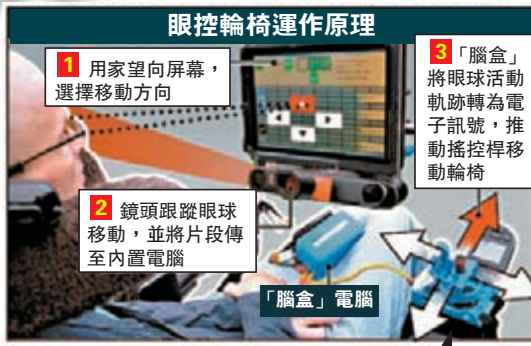 眼控輪椅運作原理
1 用家望向屏幕，
選擇移動方向
2 鏡頭跟蹤眼球
移動，並將片段傳
至內置電腦
3 「腦盒」
將眼球活動
軌跡轉為電
子訊號，推
動搖控桿移
動輪椅
「腦盒」電腦